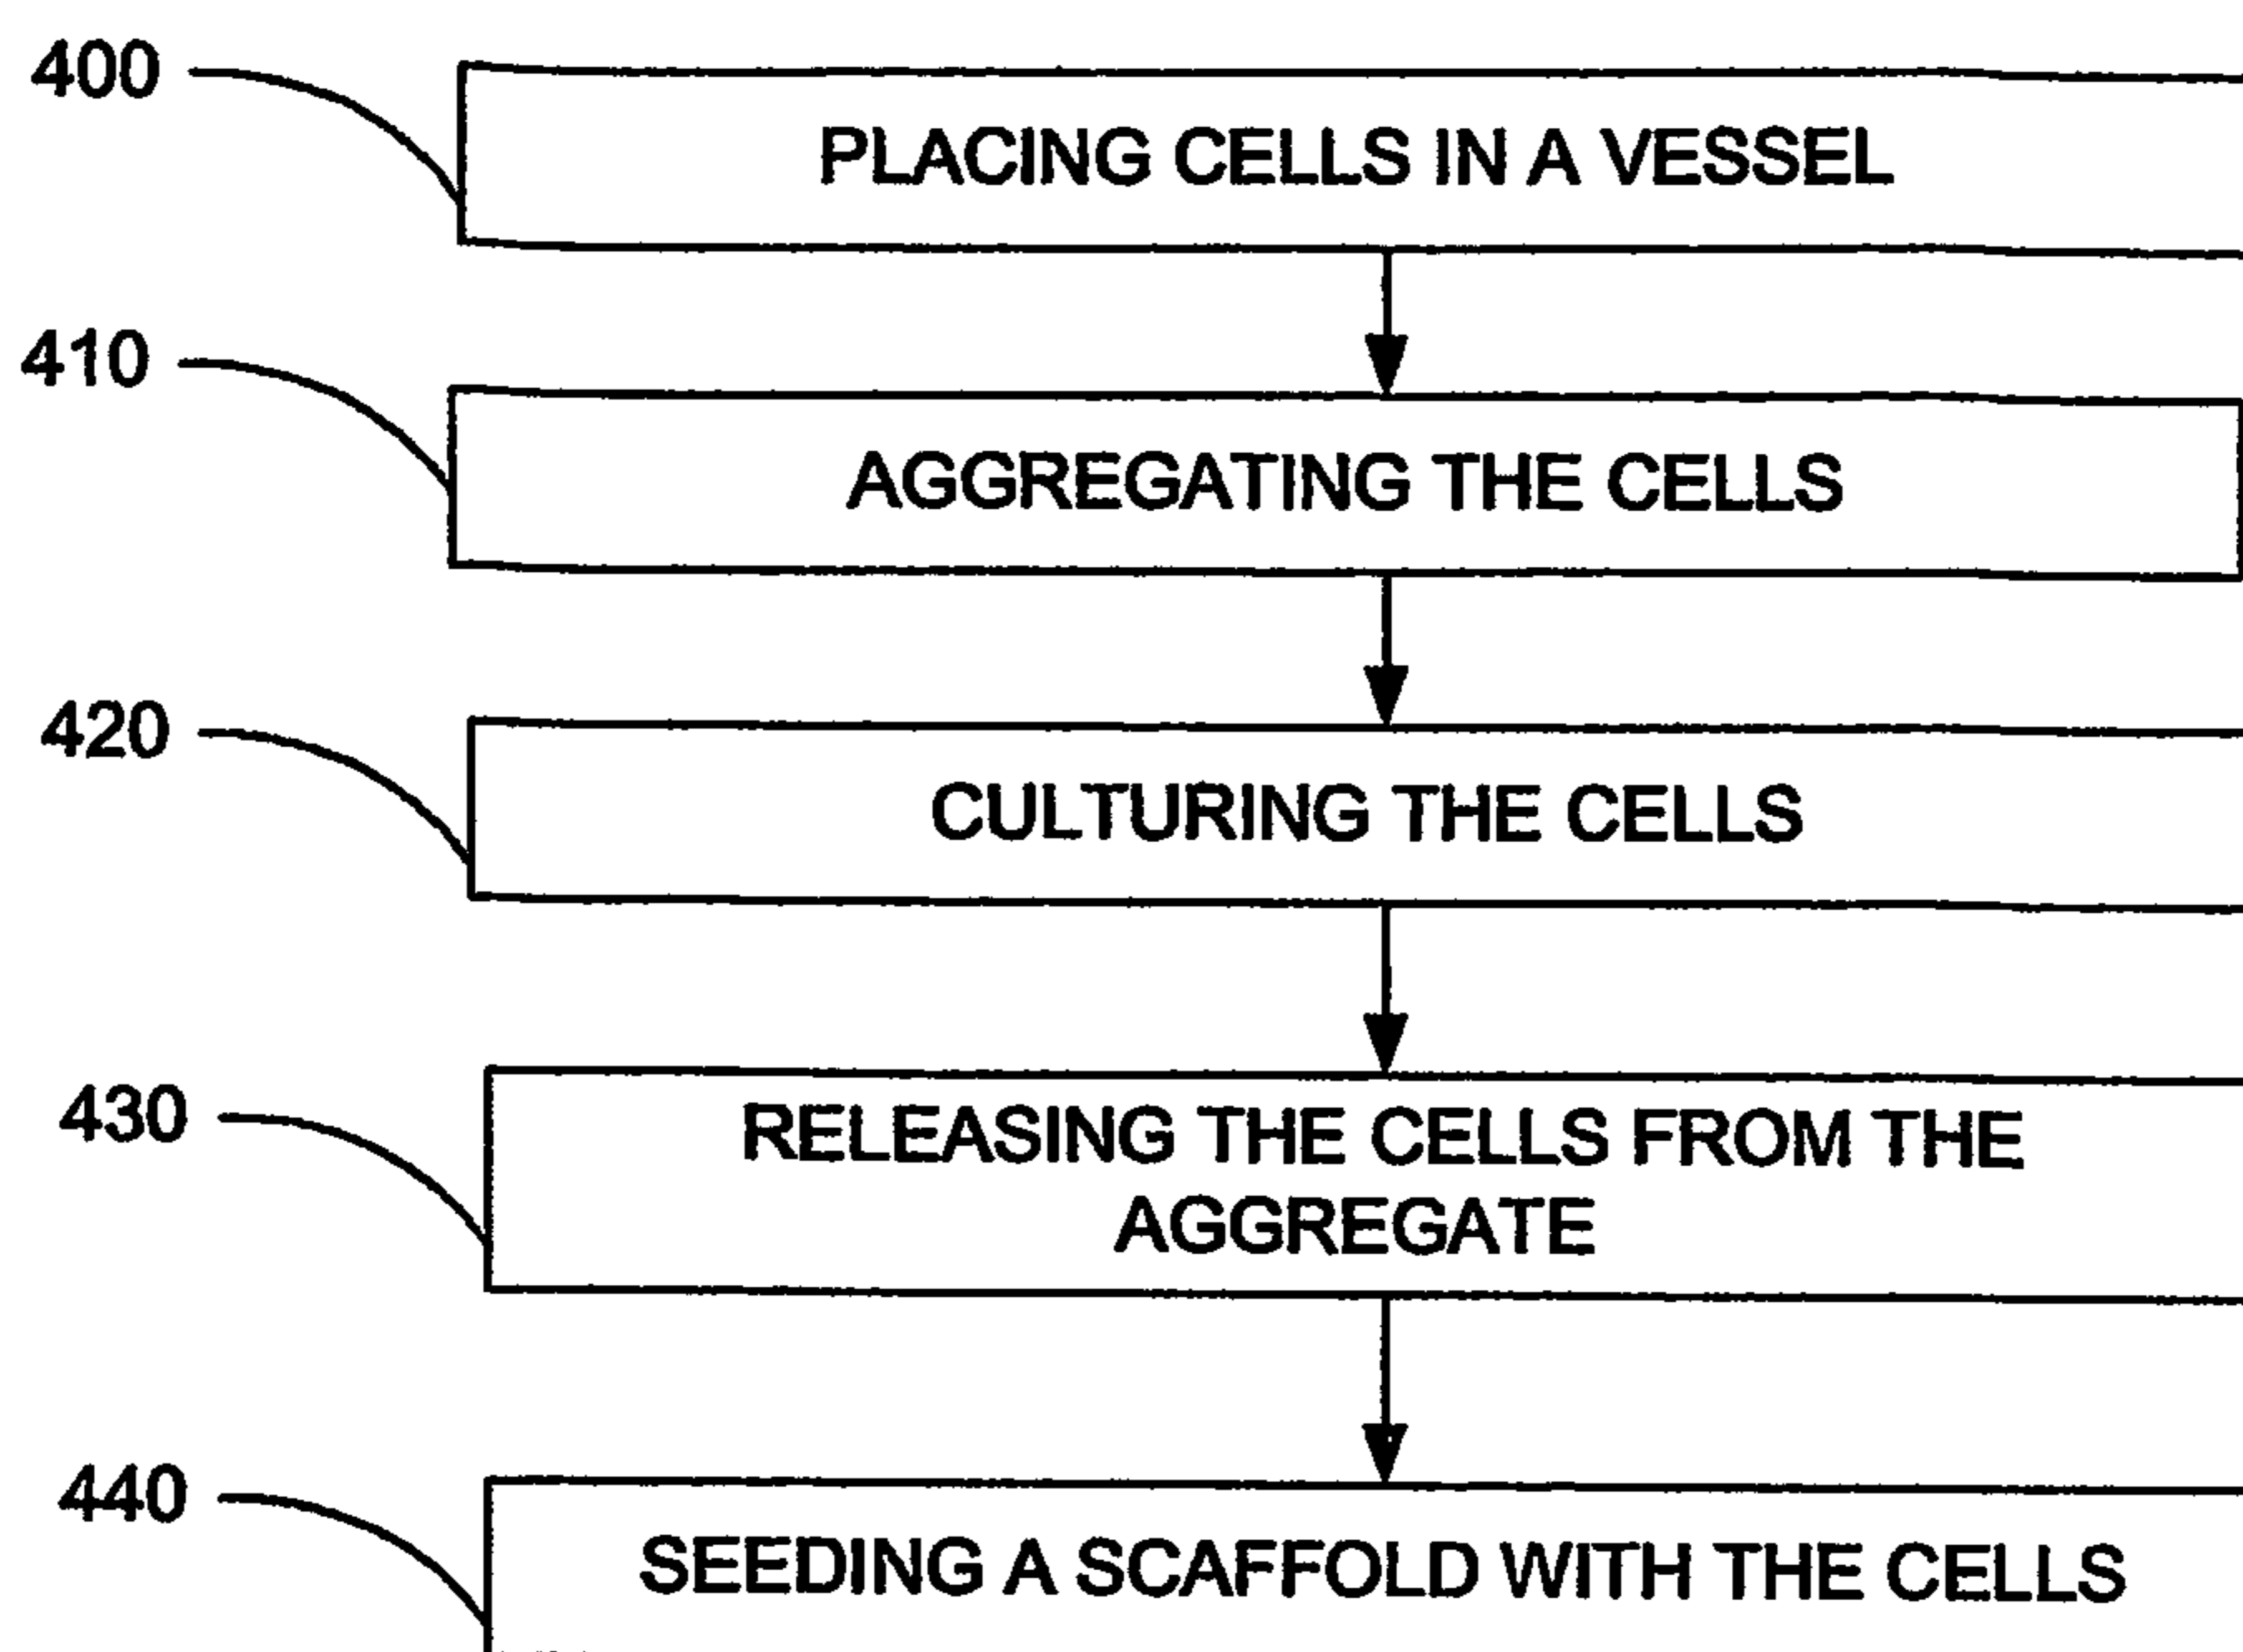 400
PLACING CELLS IN A VESSEL
410
AGGREGATING THE CELLS
420
CULTURING THE CELLS
430
RELEASING THE CELLS FROM THE
AGGREGATE
440
SEEDING A SCAFFOLD WITH THE CELLS